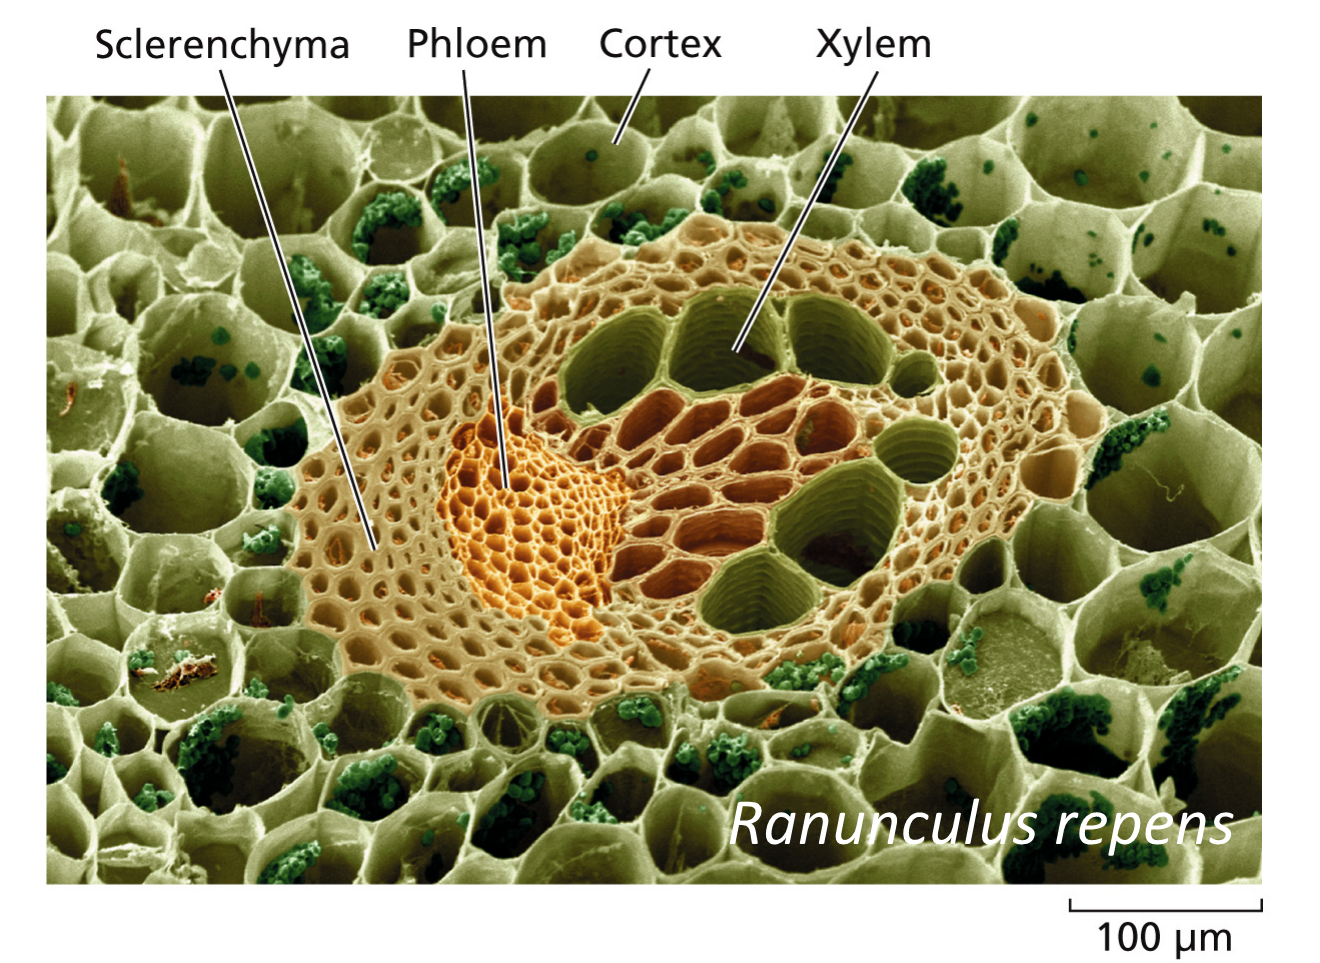 Sclerenchyma Phloem Cortex Xylem
Ranunculus repens
100 µm